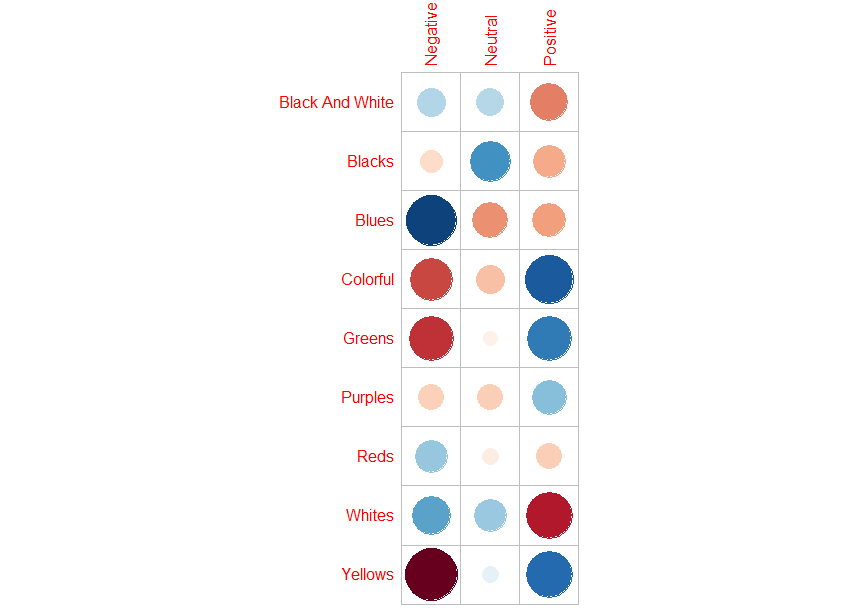 Negative
Neutral
Positive
Black And White
Blacks
Blues
Colorful
Greens
Purples
Reds
Whites
Yellows